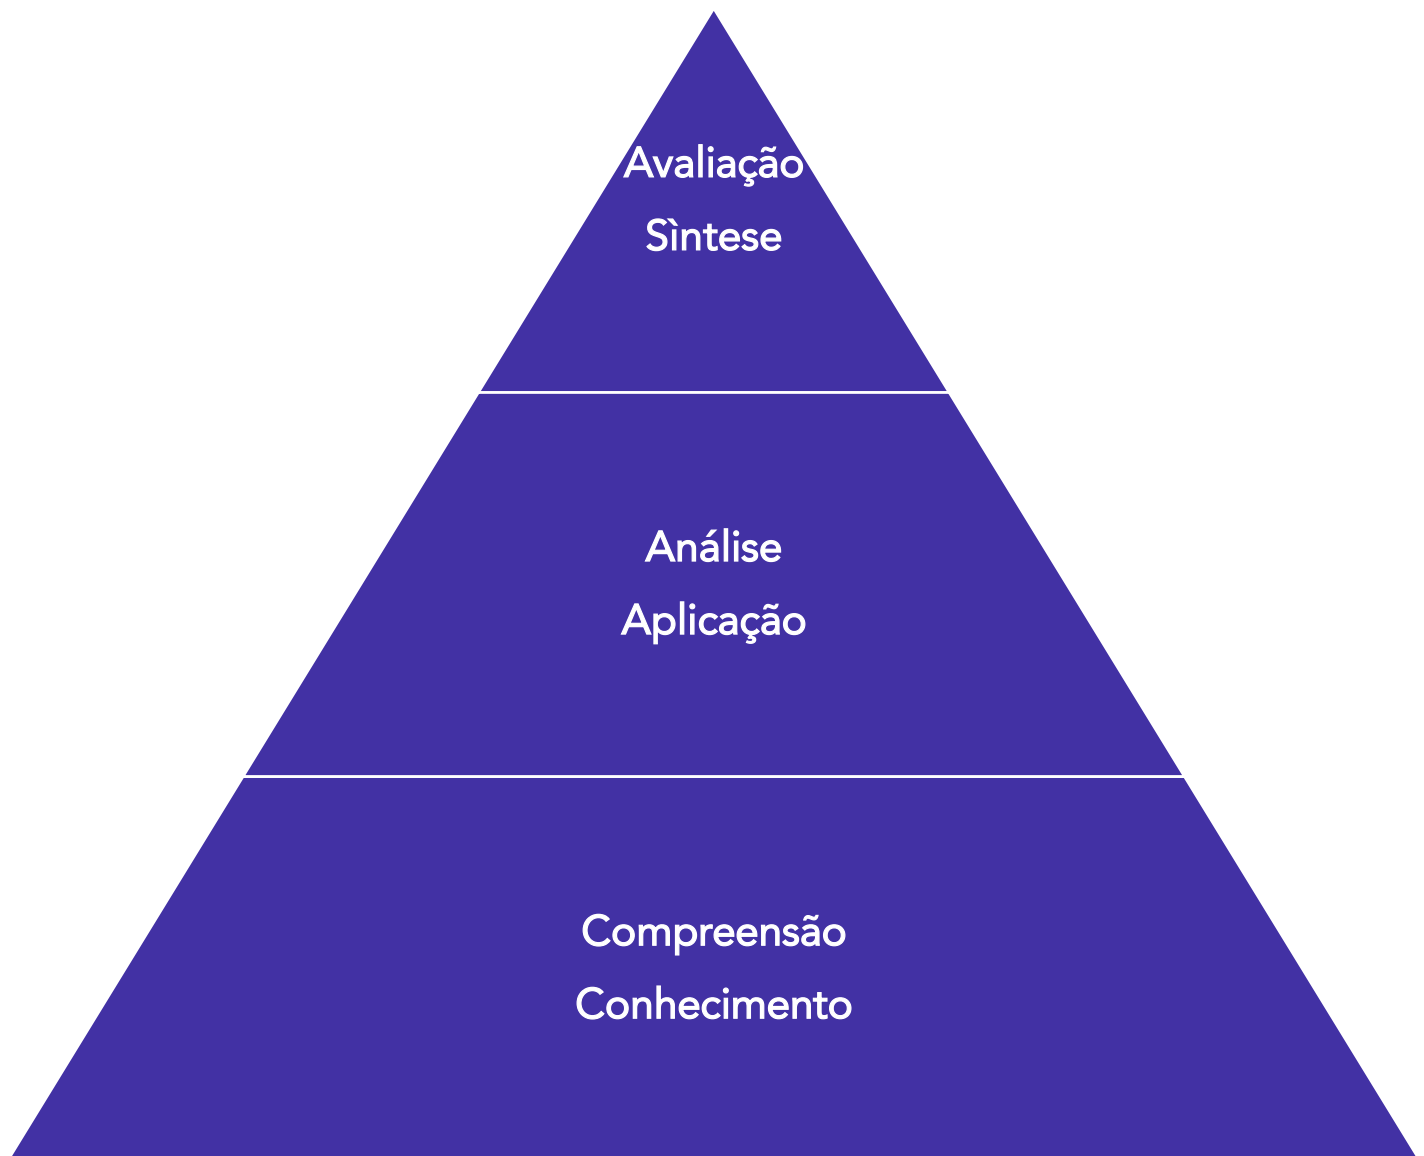 Avaliação
Sìntese
Análise
Aplicação
Compreensão
Conhecimento